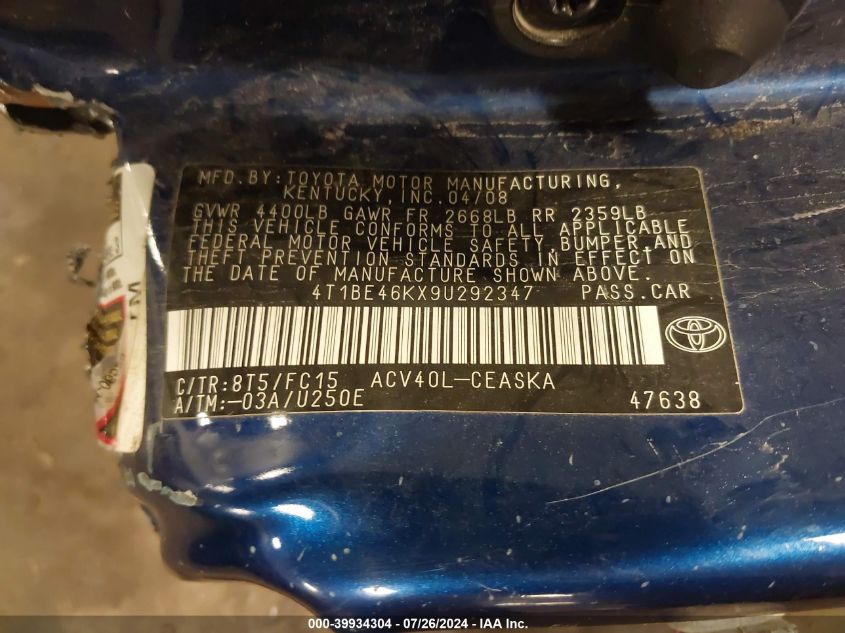 MFD.BY:TOYOTA MOTOR MANUFACTURING,
KENTUCKY, INC.04/08
GVWR 4400LB GAWR FR 2668LB RR 2359LB
THIS VEHICLE CONFORMS TO ALL APPLICABLE
FEDERAL MOTOR VEHICLE SAFETY,BUMPER,AND
THEFT PREVENTION STANDARDS IN EFFECT ON
THE DATE OF MANUFACTURE SHOWN ABOVE.
4T1BE46KX9U292347 PASS.CAR
C/TR:8T5/FC15 ACV40L-CEASKA
A/TM:-03A/U250E 47638
000-39934304 - 07/26/2024 - IAA Inc.